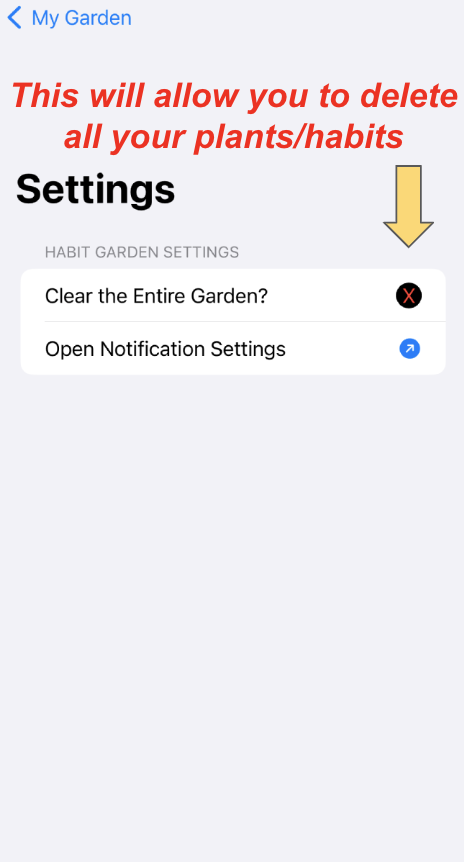 My Garden
This will allow you to delete
all your plants/habits
Settings
HABIT GARDEN SETTINGS
Clear the Entire Garden? X
Open Notification Settings